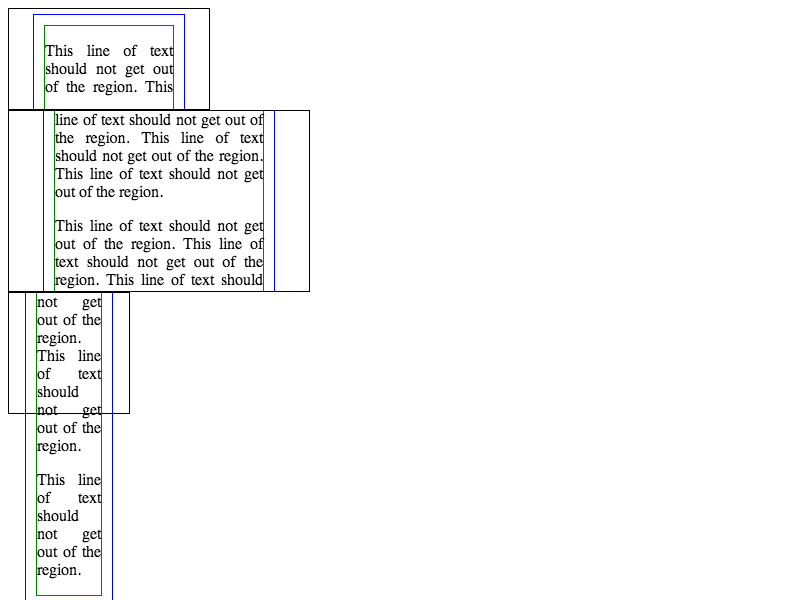 This line of text
should not get out
of the region. This
line of text should not get out of
the region. This line of text
should not get out of the region.
This line of text should not get
out of the region.
This line of text should not get
out of the region. This line of
text should not get out of the
region. This line of text should
not get
out of the
region.
This line
of text
should
not get
out of the
region.
This line
of text
should
not get
out of the
region.